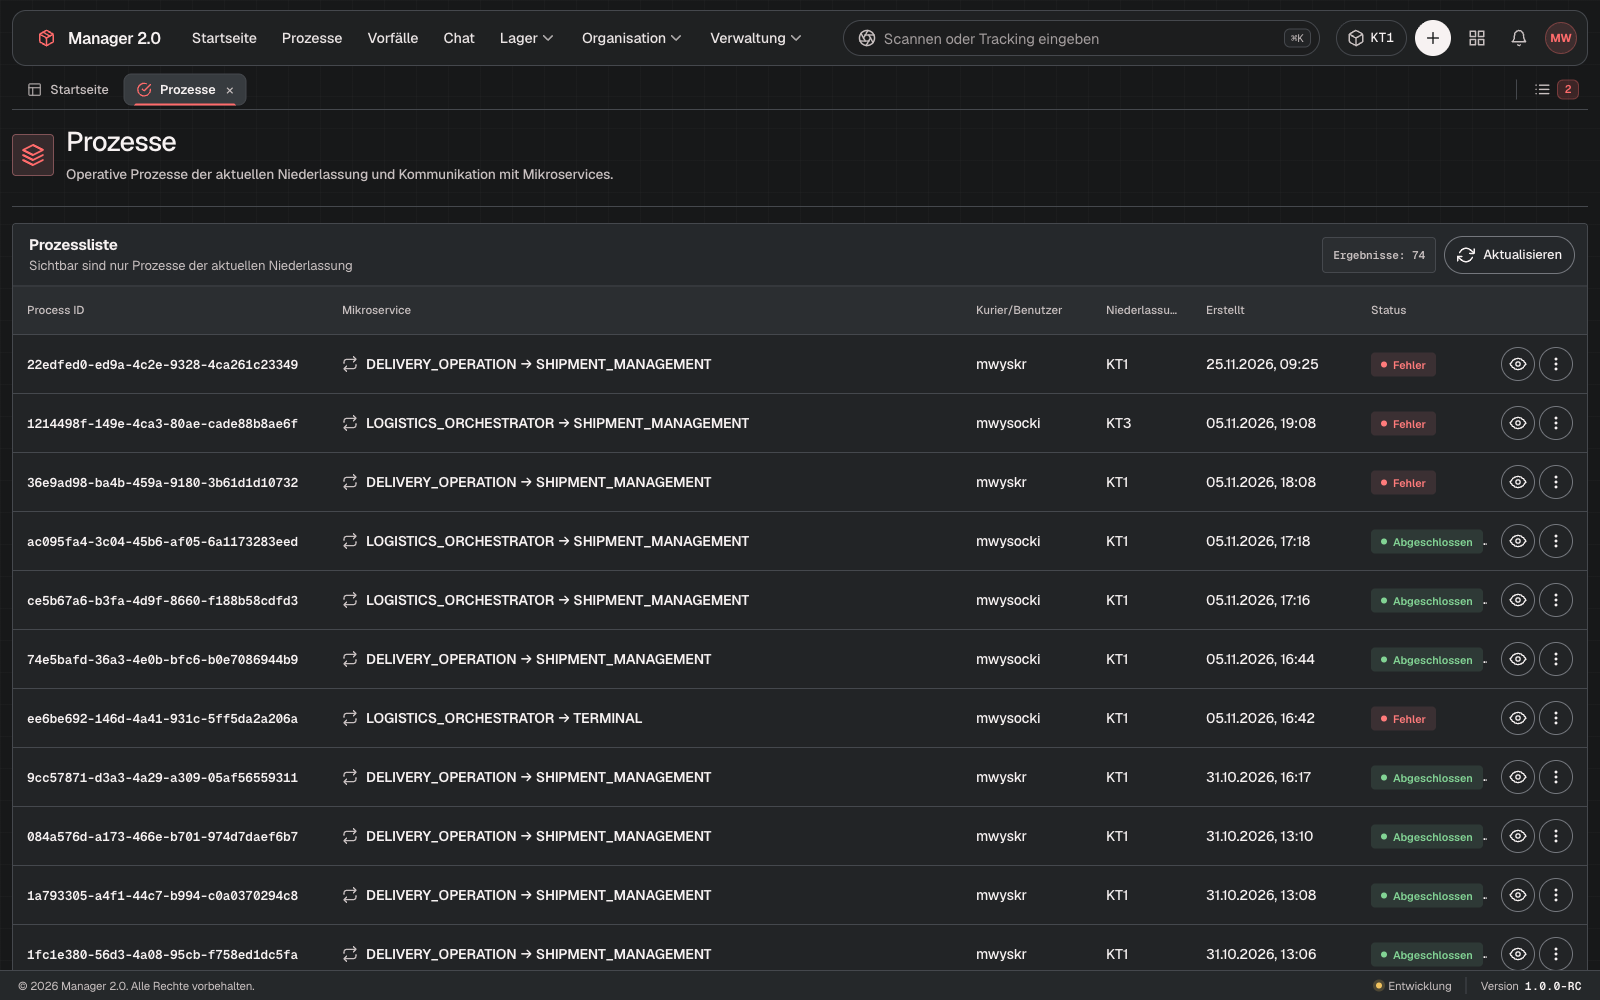 Manager 2.0 Startseite Prozesse Vorfälle Chat Lager Organisation Verwaltung Scannen oder Tracking eingeben ⌘K KT1 MW
Startseite Prozesse × 2
Prozesse
Operative Prozesse der aktuellen Niederlassung und Kommunikation mit Mikroservices.
Prozessliste
Sichtbar sind nur Prozesse der aktuellen Niederlassung
Ergebnisse: 74 Aktualisieren
Process ID Mikroservice Kurier/Benutzer Niederlassu... Erstellt Status
22edfed0-ed9a-4c2e-9328-4ca261c23349 DELIVERY_OPERATION → SHIPMENT_MANAGEMENT mwyskr KT1 25.11.2026, 09:25 Fehler
1214498f-149e-4ca3-80ae-cade88b8ae6f LOGISTICS_ORCHESTRATOR → SHIPMENT_MANAGEMENT mwysocki KT3 05.11.2026, 19:08 Fehler
36e9ad98-ba4b-459a-9180-3b61d1d10732 DELIVERY_OPERATION → SHIPMENT_MANAGEMENT mwyskr KT1 05.11.2026, 18:08 Fehler
ac095fa4-3c04-45b6-af05-6a1173283eed LOGISTICS_ORCHESTRATOR → SHIPMENT_MANAGEMENT mwysocki KT1 05.11.2026, 17:18 Abgeschlossen
ce5b67a6-b3fa-4d9f-8660-f188b58cdfd3 LOGISTICS_ORCHESTRATOR → SHIPMENT_MANAGEMENT mwysocki KT1 05.11.2026, 17:16 Abgeschlossen
74e5bafd-36a3-4e0b-bfc6-b0e7086944b9 DELIVERY_OPERATION → SHIPMENT_MANAGEMENT mwysocki KT1 05.11.2026, 16:44 Abgeschlossen
ee6be692-146d-4a41-931c-5ff5da2a206a LOGISTICS_ORCHESTRATOR → TERMINAL mwysocki KT1 05.11.2026, 16:42 Fehler
9cc57871-d3a3-4a29-a309-05af56559311 DELIVERY_OPERATION → SHIPMENT_MANAGEMENT mwyskr KT1 31.10.2026, 16:17 Abgeschlossen
084a576d-a173-466e-b701-974d7daef6b7 DELIVERY_OPERATION → SHIPMENT_MANAGEMENT mwyskr KT1 31.10.2026, 13:10 Abgeschlossen
1a793305-a4f1-44c7-b994-c0a0370294c8 DELIVERY_OPERATION → SHIPMENT_MANAGEMENT mwyskr KT1 31.10.2026, 13:08 Abgeschlossen
1fc1e380-56d3-4a08-95cb-f758ed1dc5fa DELIVERY_OPERATION → SHIPMENT_MANAGEMENT mwyskr KT1 31.10.2026, 13:06 Abgeschlossen
© 2026 Manager 2.0. Alle Rechte vorbehalten. Entwicklung Version 1.0.0-RC